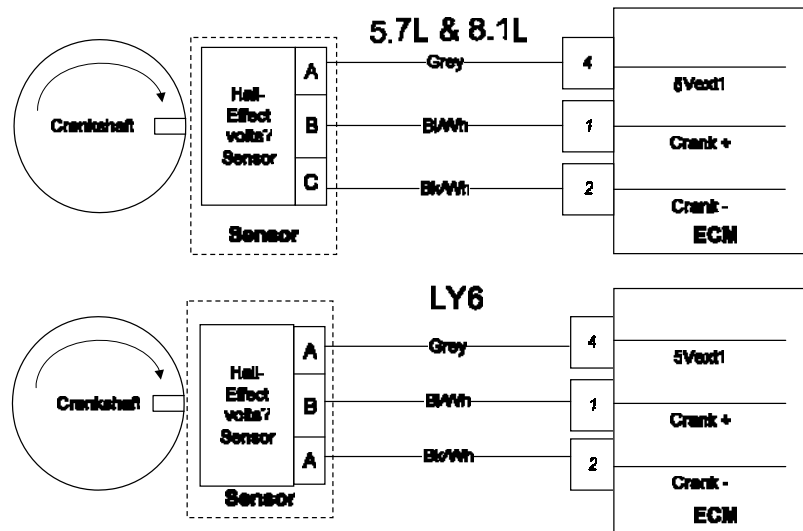 5.7L & 8.1L
Crankshaft
Hall-
Effect
volts?
Sensor
A
B
C
Sensor
Grey
Bl/Wh
Bk/Wh
4
1
2
5Vext1
Crank +
Crank -
ECM
LY6
Crankshaft
Hall-
Effect
volts?
Sensor
A
B
A
Sensor
Grey
Bl/Wh
Bk/Wh
4
1
2
5Vext1
Crank +
Crank -
ECM